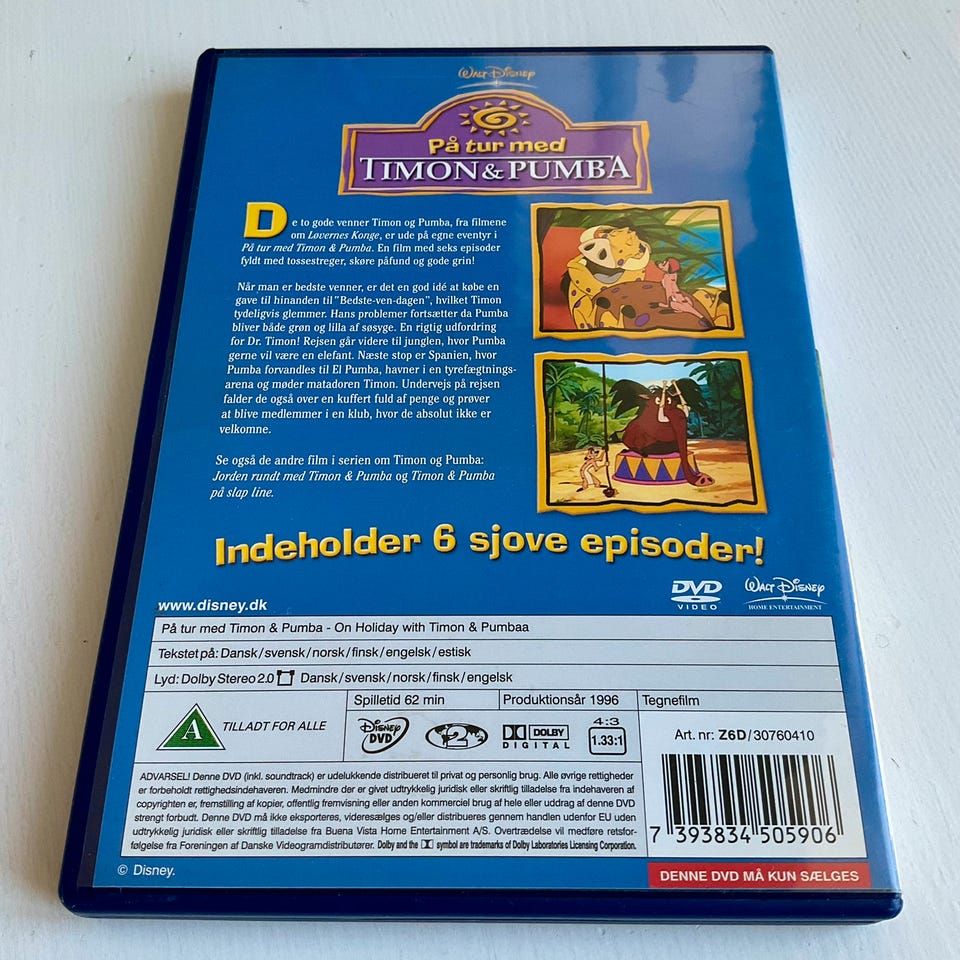 Walt Disney
På tur med
TIMON & PUMBA
De to gode venner Timon og Pumba, fra filmene
om Løvernes Konge, er ude på egne eventyr i
På tur med Timon & Pumba. En film med seks episoder
fyldt med tossestreger, skøre påfund og gode grin!
Når man er bedste venner, er det en god idé at købe en
gave til hinanden til "Bedste-ven-dagen", hvilket Timon
tydeligvis glemmer. Hans problemer fortsætter da Pumba
bliver både grøn og lilla af søsyge. En rigtig udfordring
for Dr. Timon! Rejsen går videre til junglen, hvor Pumba
gerne vil være en elefant. Næste stop er Spanien, hvor
Pumba forvandles til El Pumba, havner i en tyrefægtnings-
arena og møder matadoren Timon. Undervejs på rejsen
falder de også over en kuffert fuld af penge og prøver
at blive medlemmer i en klub, hvor de absolut ikke er
velkomne.
Se også de andre film i serien om Timon og Pumba:
Jorden rundt med Timon & Pumba og Timon & Pumba
på slap line.
Indeholder 6 sjove episoder!
DVD VIDEO
Walt Disney
HOME ENTERTAINMENT
www.disney.dk
På tur med Timon & Pumba - On Holiday with Timon & Pumbaa
Tekstet på: Dansk/svensk/norsk/finsk/engelsk/estisk
Lyd: Dolby Stereo 2.0 Dansk/svensk/norsk/finsk/engelsk
Spilletid 62 min
Produktionsår 1996
Tegnefilm
A
TILLADT FOR ALLE
Disney DVD
2
DOLBY DIGITAL
4:3
1.33:1
Art. nr: Z6D/30760410
ADVARSEL! Denne DVD (inkl. soundtrack) er udelukkende distribueret til privat og personlig brug. Alle øvrige rettigheder
er forbeholdt rettighedsindehaveren. Medmindre der er givet udtrykkelig juridisk eller skriftlig tilladelse fra indehaveren af
copyrighten er, fremstilling af kopier, offentlig fremvisning eller anden kommerciel brug af hele eller uddrag af denne DVD
strengt forbudt. Denne DVD må ikke eksporteres, videresælges og/eller distribueres gennem handlen udenfor EU uden
udtrykkelig juridisk eller skriftlig tilladelse fra Buena Vista Home Entertainment A/S. Overtrædelse vil medføre retsfor-
følgelse fra Foreningen af Danske Videogramdistributører. Dolby and the symbol are trademarks of Dolby Laboratories Licensing Corporation.
7 393834 505906
© Disney.
DENNE DVD MÅ KUN SÆLGES